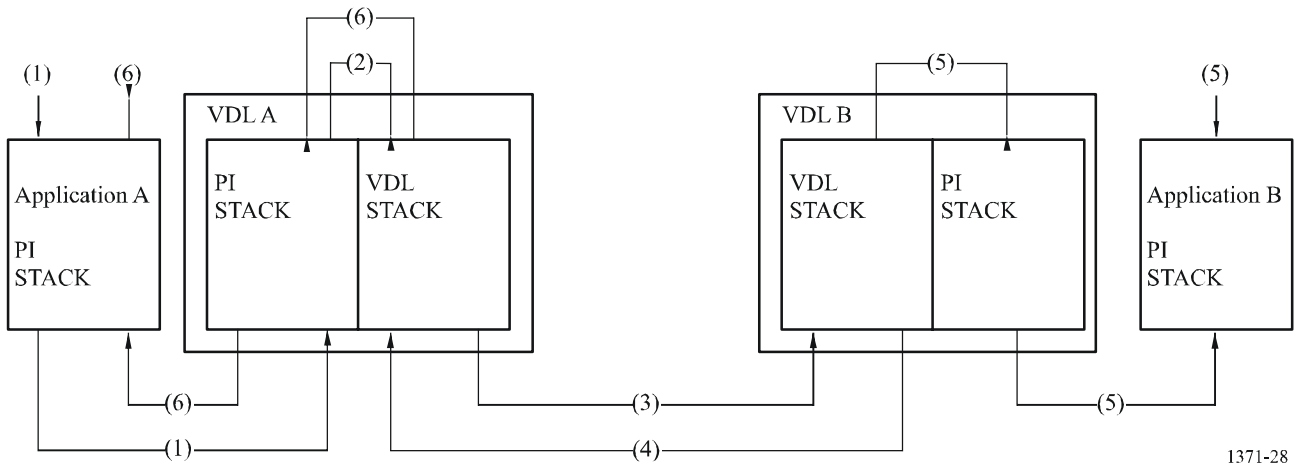 (6)
(1)
(6)
(2)
(5)
(5)
VDL A
VDL B
Application A
PI
STACK
PI
STACK
VDL
STACK
VDL
STACK
PI
STACK
Application B
PI
STACK
(6)
(3)
(5)
(1)
(4)
1371-28